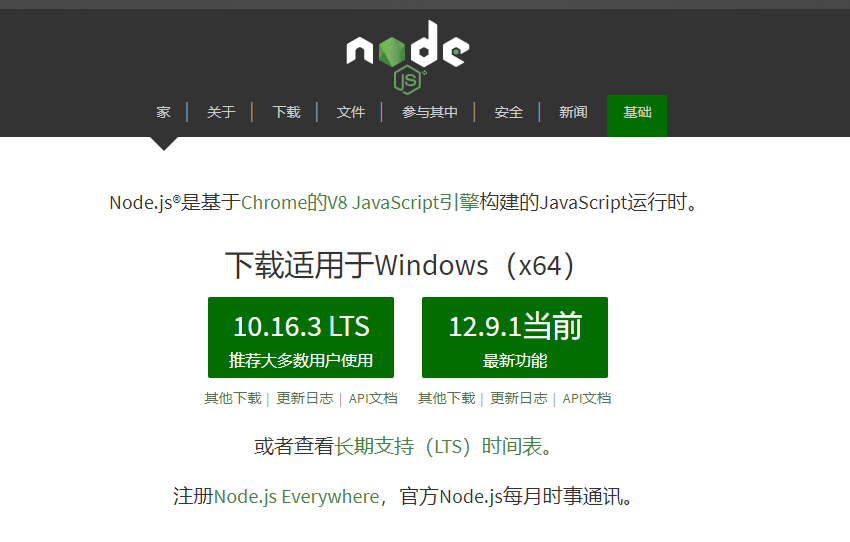 node
JS
家 | 关于 | 下载 | 文件 | 参与其中 | 安全 | 新闻 基础
Node.js®是基于Chrome的V8 JavaScript引擎构建的JavaScript运行时。
下载适用于Windows（x64）
10.16.3 LTS 12.9.1当前
推荐大多数用户使用 最新功能
其他下载 | 更新日志 | API文档 其他下载 | 更新日志 | API文档
或者查看长期支持（LTS）时间表。
注册Node.js Everywhere，官方Node.js每月时事通讯。